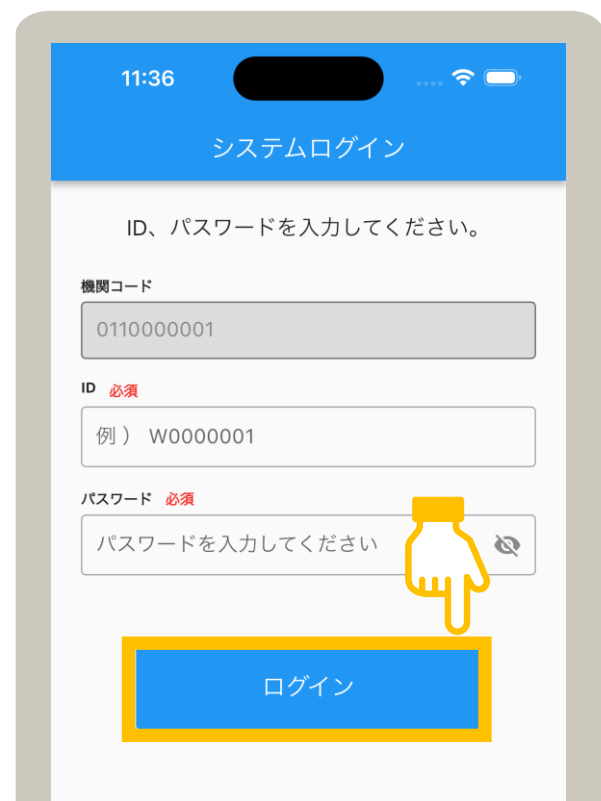 11:36
システムログイン
ID、パスワードを入力してください。
機関コード
0110000001
ID 必須
例） W0000001
パスワード 必須
パスワードを入力してください
ログイン